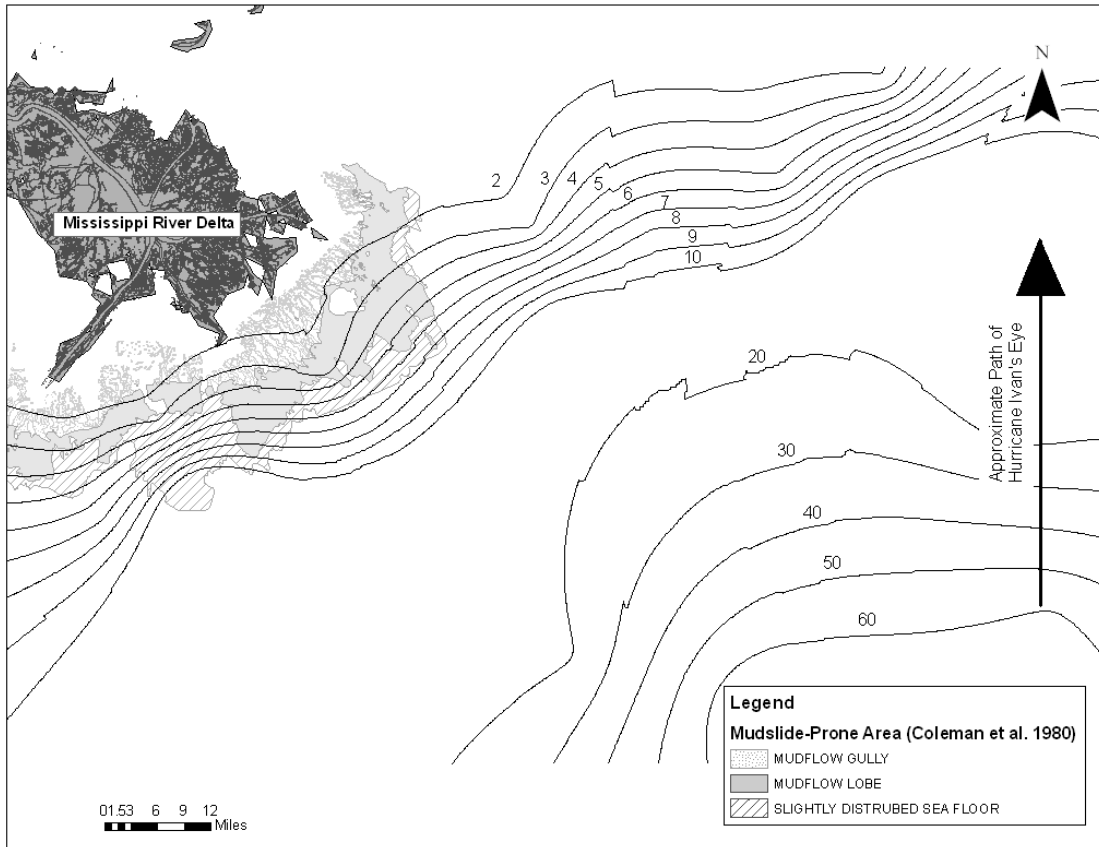 N
2
3
4
5
6
7
8
9
10
Mississippi River Delta
20
30
40
50
60
Approximate Path of
Hurricane Ivan's Eye
Legend
Mudslide-Prone Area (Coleman et al. 1980)
MUDFLOW GULLY
MUDFLOW LOBE
SLIGHTLY DISTRUBED SEA FLOOR
01.53 6 9 12
Miles